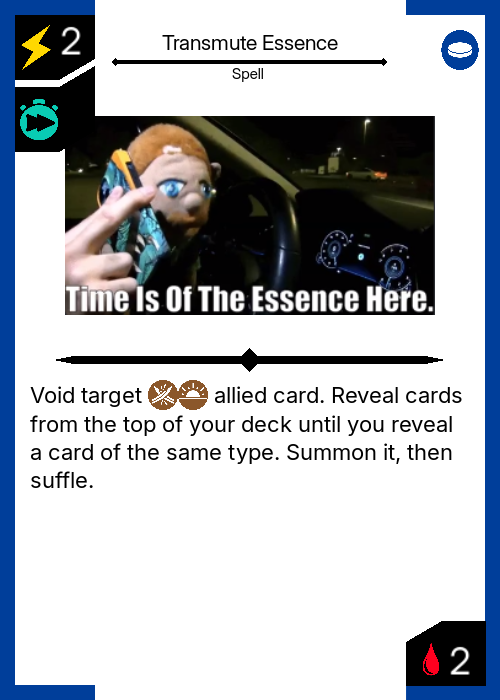 2
Transmute Essence
Spell
Time Is Of The Essence Here.
Void target allied card. Reveal cards
from the top of your deck until you reveal
a card of the same type. Summon it, then
suffle.
2